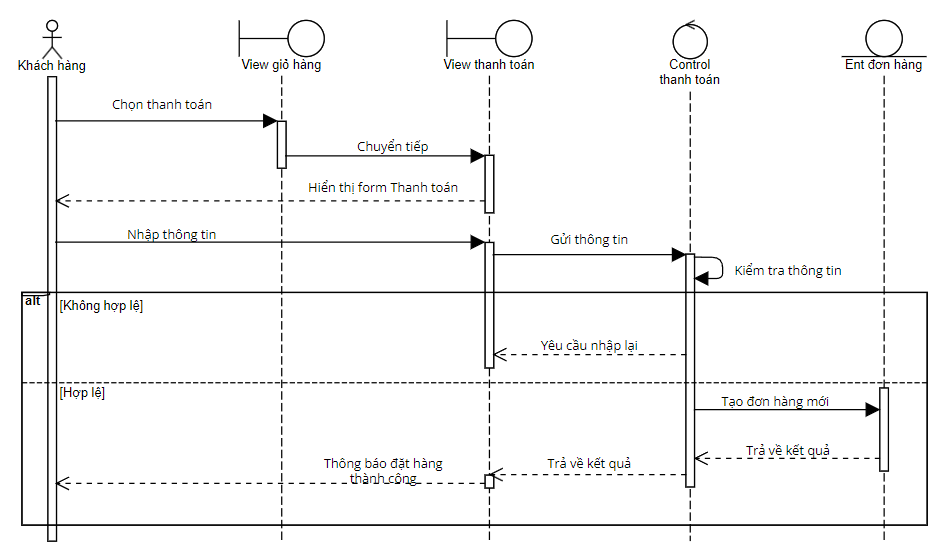 Khách hàng
View giỏ hàng
View thanh toán
Control
thanh toán
Ent đơn hàng
Chọn thanh toán
Chuyển tiếp
Hiển thị form Thanh toán
Nhập thông tin
Gửi thông tin
Kiểm tra thông tin
alt
[Không hợp lệ]
Yêu cầu nhập lại
[Hợp lệ]
Tạo đơn hàng mới
Trả về kết quả
Trả về kết quả
Thông báo đặt hàng
thành công